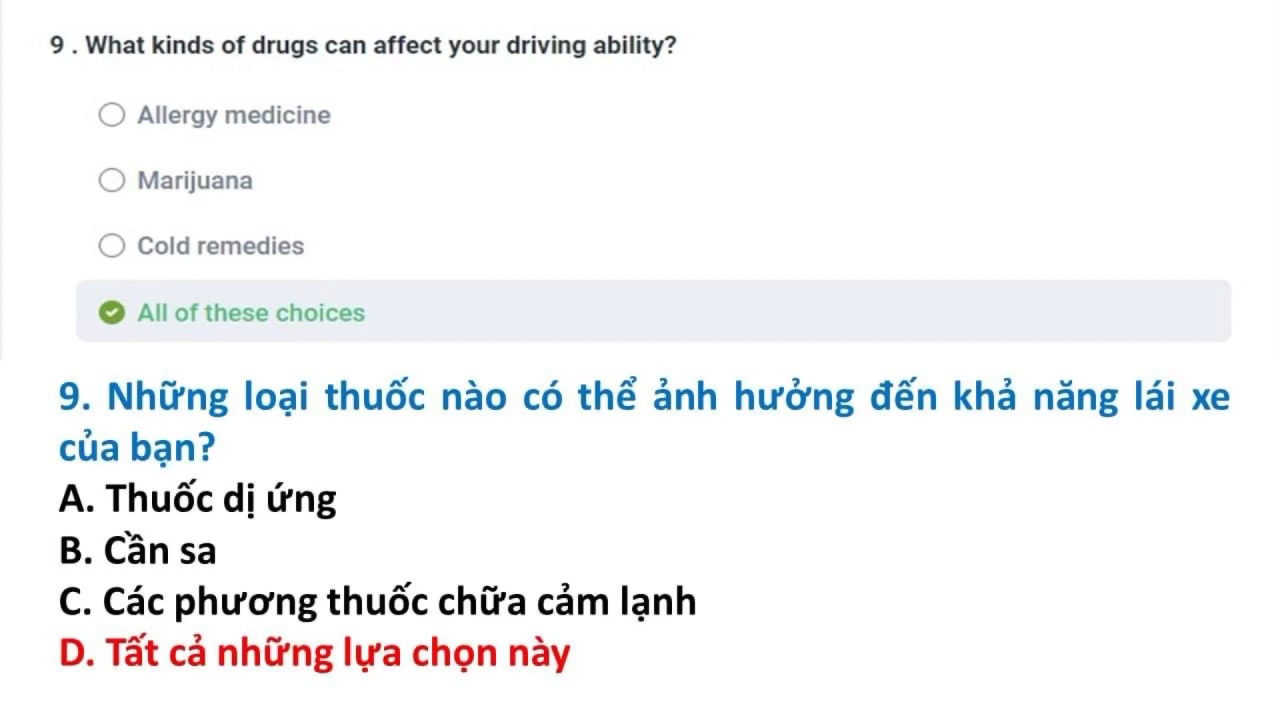 9 . What kinds of drugs can affect your driving ability?
Allergy medicine
Marijuana
Cold remedies
All of these choices
9. Những loại thuốc nào có thể ảnh hưởng đến khả năng lái xe
của bạn?
A. Thuốc dị ứng
B. Cần sa
C. Các phương thuốc chữa cảm lạnh
D. Tất cả những lựa chọn này